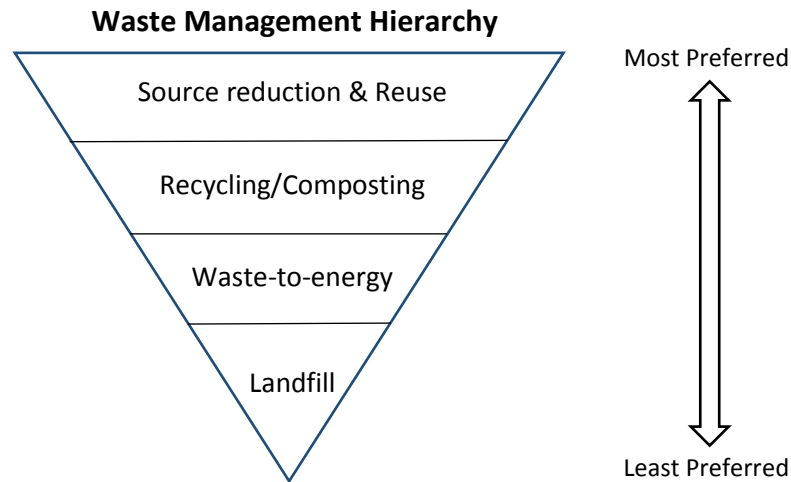 Waste Management Hierarchy
Most Preferred
Source reduction & Reuse
Recycling/Composting
Waste-to-energy
Landfill
Least Preferred